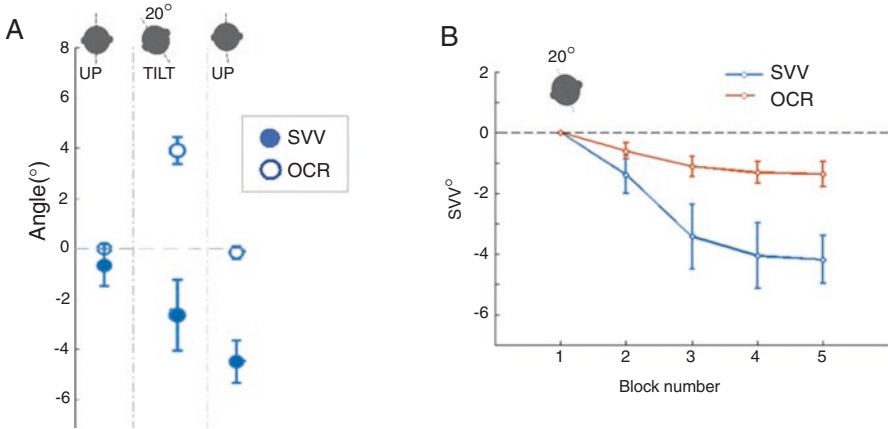 A
20°
UP
TILT
UP
8
6
4
2
0
-2
-4
-6
Angle(°)
SVV
OCR
B
20°
SVV
OCR
2
0
-2
-4
-6
SVV°
1 2 3 4 5
Block number